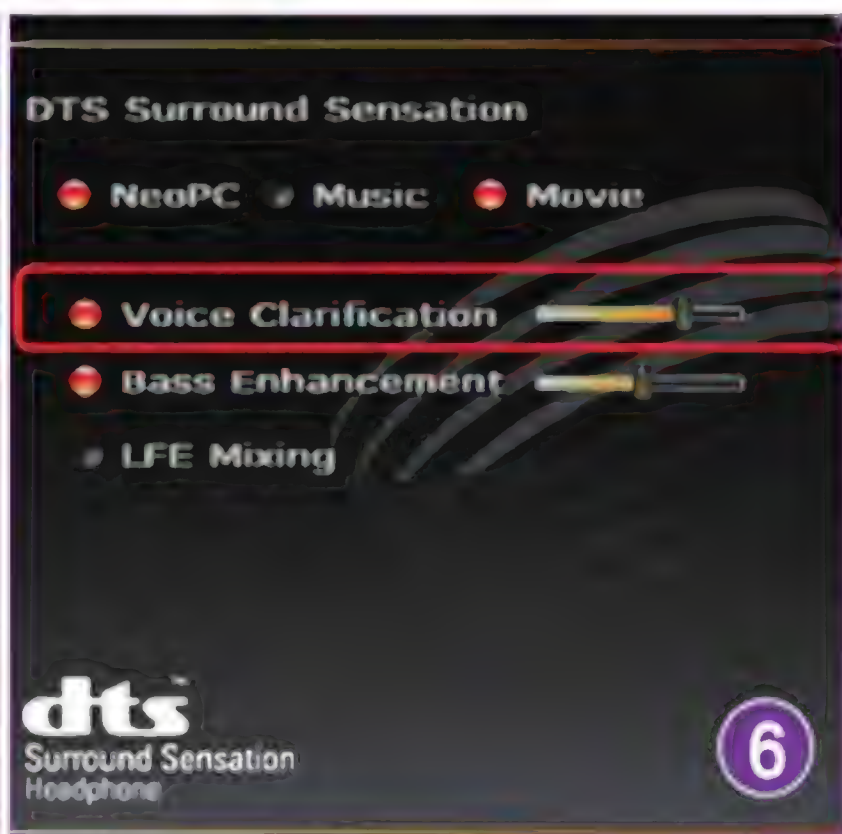 DTS Surround Sensation
NeoPC Music Movie
Voice Clarification
Bass Enhancement
LFE Mixing
dts
Surround Sensation
Headphone
6